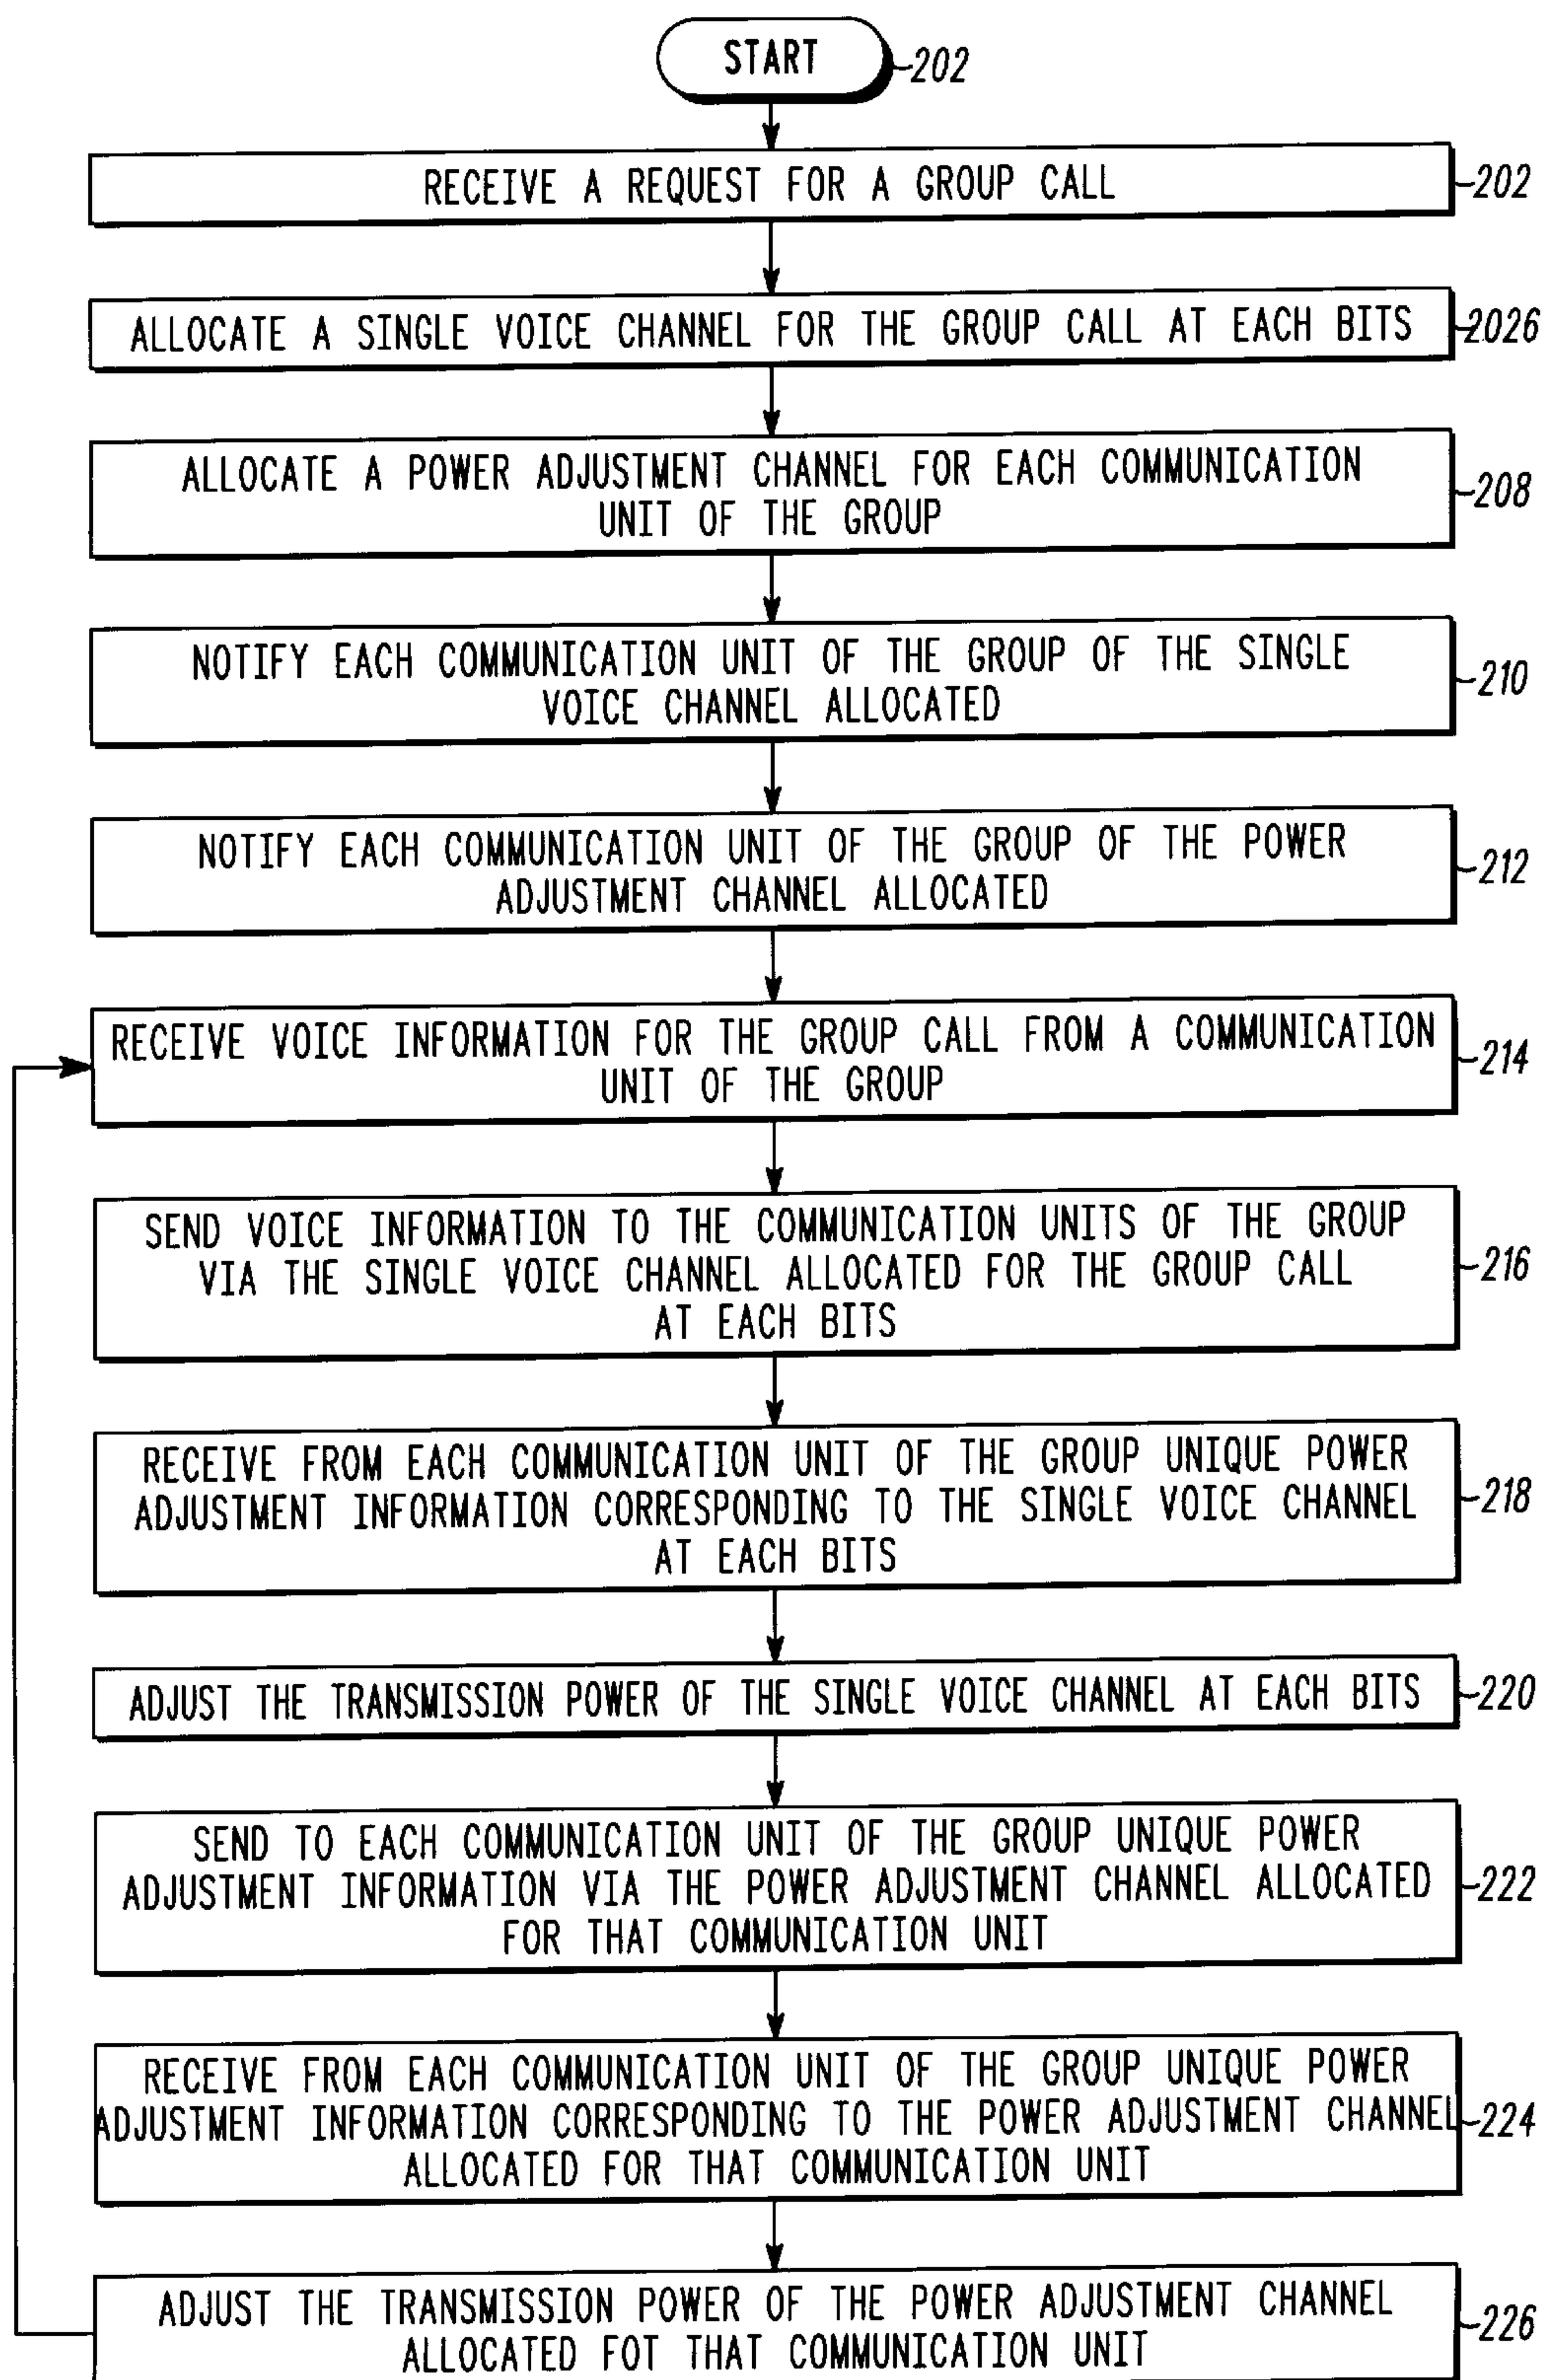 START
202
RECEIVE A REQUEST FOR A GROUP CALL
202
ALLOCATE A SINGLE VOICE CHANNEL FOR THE GROUP CALL AT EACH BITS
2026
ALLOCATE A POWER ADJUSTMENT CHANNEL FOR EACH COMMUNICATION
UNIT OF THE GROUP
208
NOTIFY EACH COMMUNICATION UNIT OF THE GROUP OF THE SINGLE
VOICE CHANNEL ALLOCATED
210
NOTIFY EACH COMMUNICATION UNIT OF THE GROUP OF THE POWER
ADJUSTMENT CHANNEL ALLOCATED
212
RECEIVE VOICE INFORMATION FOR THE GROUP CALL FROM A COMMUNICATION
UNIT OF THE GROUP
214
SEND VOICE INFORMATION TO THE COMMUNICATION UNITS OF THE GROUP
VIA THE SINGLE VOICE CHANNEL ALLOCATED FOR THE GROUP CALL
AT EACH BITS
216
RECEIVE FROM EACH COMMUNICATION UNIT OF THE GROUP UNIQUE POWER
ADJUSTMENT INFORMATION CORRESPONDING TO THE SINGLE VOICE CHANNEL
AT EACH BITS
218
ADJUST THE TRANSMISSION POWER OF THE SINGLE VOICE CHANNEL AT EACH BITS
220
SEND TO EACH COMMUNICATION UNIT OF THE GROUP UNIQUE POWER
ADJUSTMENT INFORMATION VIA THE POWER ADJUSTMENT CHANNEL ALLOCATED
FOR THAT COMMUNICATION UNIT
222
RECEIVE FROM EACH COMMUNICATION UNIT OF THE GROUP UNIQUE POWER
ADJUSTMENT INFORMATION CORRESPONDING TO THE POWER ADJUSTMENT CHANNEL
ALLOCATED FOR THAT COMMUNICATION UNIT
224
ADJUST THE TRANSMISSION POWER OF THE POWER ADJUSTMENT CHANNEL
ALLOCATED FOT THAT COMMUNICATION UNIT
226